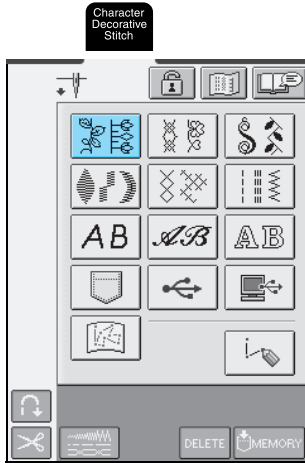 Character
Decorative
Stitch
AB
AB
AB
DELETE
MEMORY